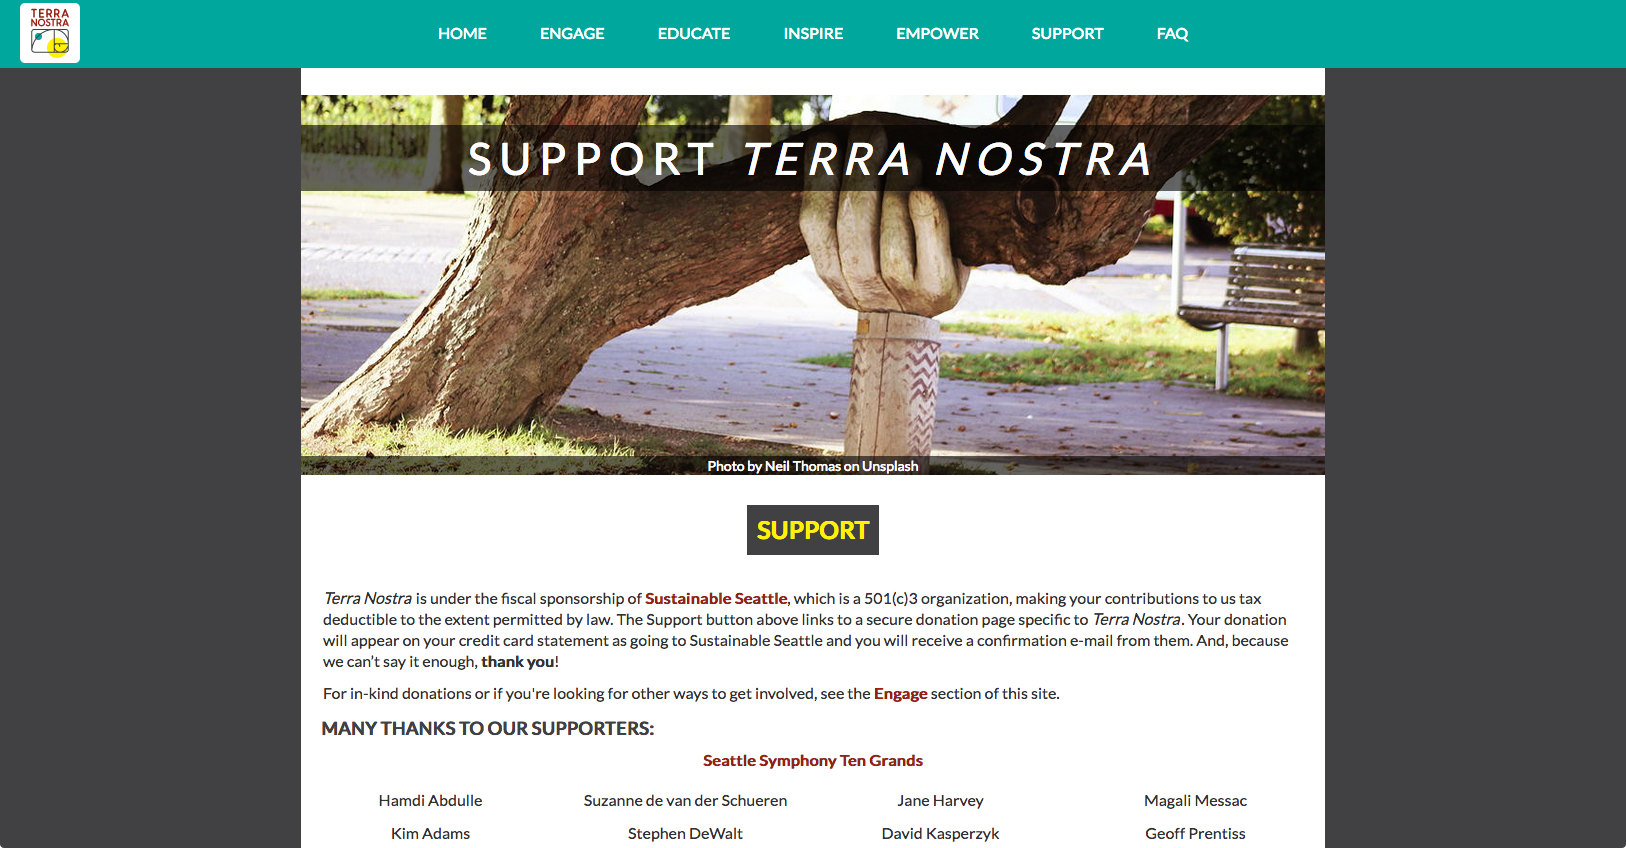 TERRA
NOSTRA
HOME ENGAGE EDUCATE INSPIRE EMPOWER SUPPORT FAQ
SUPPORT TERRA NOSTRA
Photo by Neil Thomas on Unsplash
SUPPORT
Terra Nostra is under the fiscal sponsorship of Sustainable Seattle, which is a 501(c)3 organization, making your contributions to us tax
deductible to the extent permitted by law. The Support button above links to a secure donation page specific to Terra Nostra. Your donation
will appear on your credit card statement as going to Sustainable Seattle and you will receive a confirmation e-mail from them. And, because
we can’t say it enough, thank you!
For in-kind donations or if you're looking for other ways to get involved, see the Engage section of this site.
MANY THANKS TO OUR SUPPORTERS:
Seattle Symphony Ten Grands
Hamdi Abdulle Suzanne de van der Schueren Jane Harvey Magali Messac
Kim Adams Stephen DeWalt David Kasperzyk Geoff Prentiss